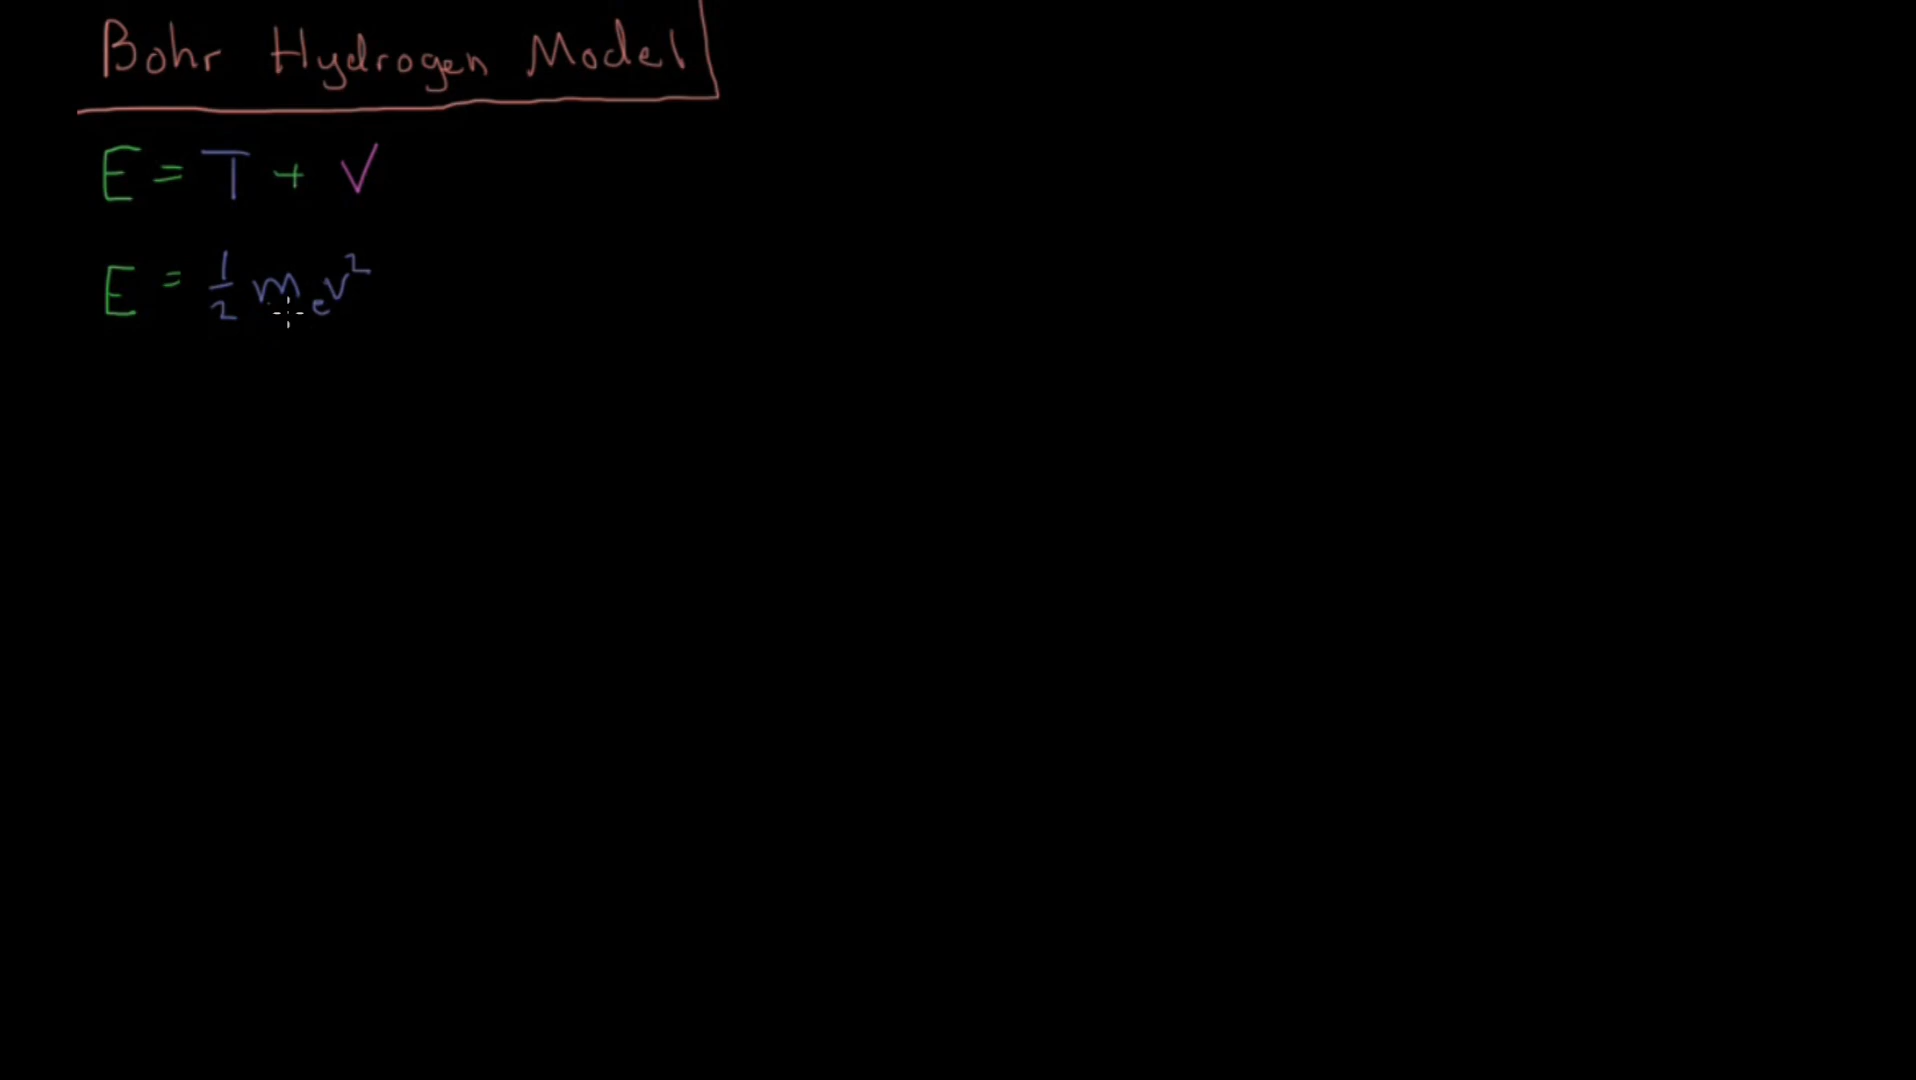 Bohr Hydrogen Model
E = T + V
E = 1/2 mₑv²